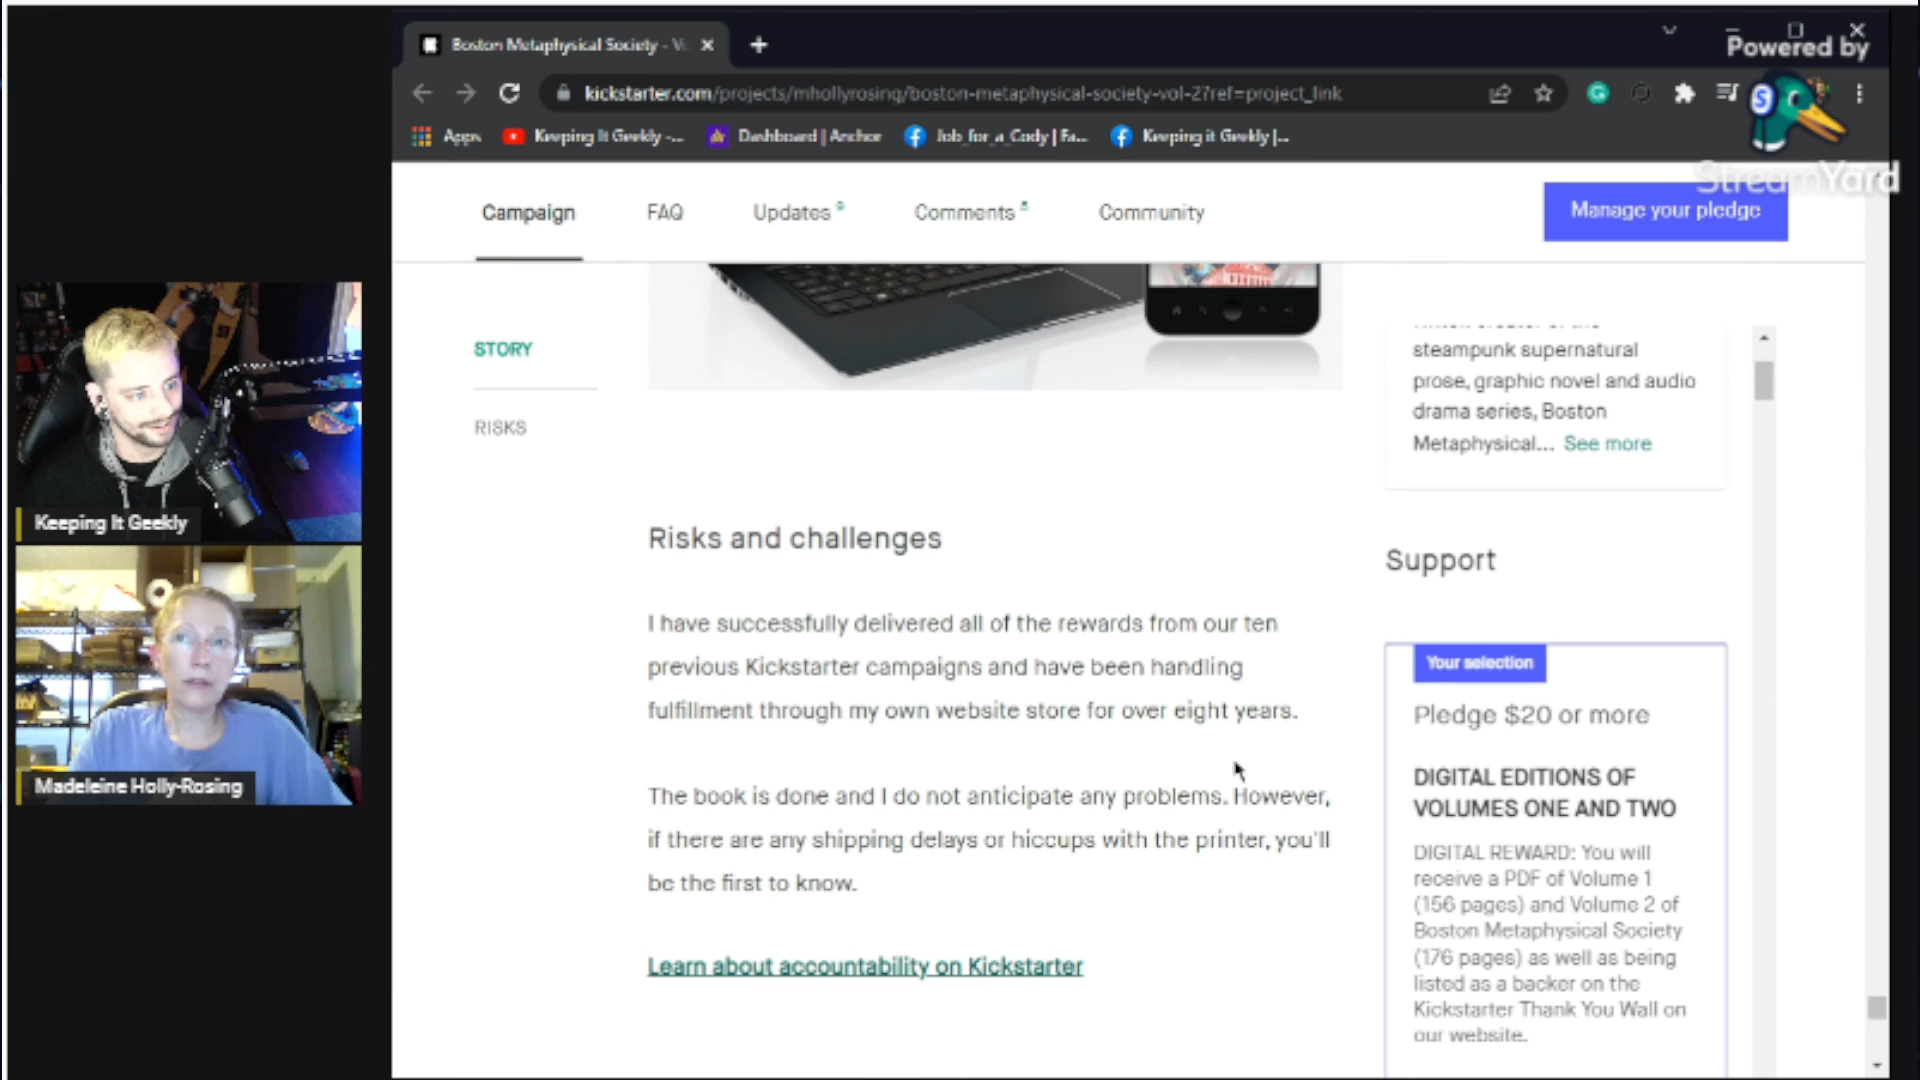 Boston Metaphysical Society - V
Powered by
kickstarter.com/projects/mhollyrosing/boston-metaphysical-society-vol-2?ref=project_link
Apps
Keeping It Geekly -...
Dashboard | Anchor
Job_for_a_Cody | Fa...
Keeping it Geekly |...
StreamYard
Campaign
FAQ
Updates
Comments
Community
Manage your pledge
STORY
RISKS
steampunk supernatural
prose, graphic novel and audio
drama series, Boston
Metaphysical... See more
Keeping It Geekly
Madeleine Holly-Rosing
Risks and challenges
I have successfully delivered all of the rewards from our ten
previous Kickstarter campaigns and have been handling
fulfillment through my own website store for over eight years.
The book is done and I do not anticipate any problems. However,
if there are any shipping delays or hiccups with the printer, you'll
be the first to know.
Learn about accountability on Kickstarter
Support
Your selection
Pledge $20 or more
DIGITAL EDITIONS OF
VOLUMES ONE AND TWO
DIGITAL REWARD: You will
receive a PDF of Volume 1
(156 pages) and Volume 2 of
Boston Metaphysical Society
(176 pages) as well as being
listed as a backer on the
Kickstarter Thank You Wall on
our website.